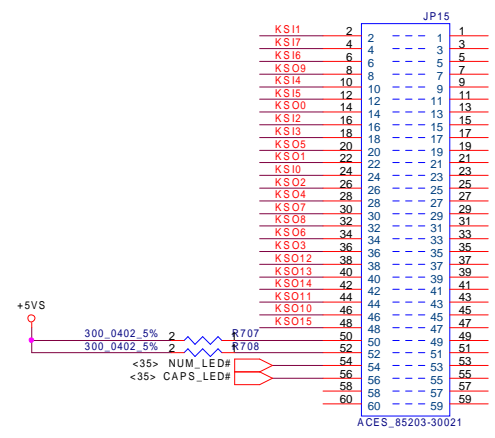 JP15
KSI1 2 2 1 1
KSI7 4 4 3 3
KSI6 6 6 5 5
KSO9 8 8 7 7
KSI4 10 10 9 9
KSI5 12 12 11 11
KSO0 14 14 13 13
KSI2 16 16 15 15
KSI3 18 18 17 17
KSO5 20 20 19 19
KSO1 22 22 21 21
KSI0 24 24 23 23
KSO2 26 26 25 25
KSO4 28 28 27 27
KSO7 30 30 29 29
KSO8 32 32 31 31
KSO6 34 34 33 33
KSO3 36 36 35 35
KSO12 38 38 37 37
KSO13 40 40 39 39
KSO14 42 42 41 41
KSO11 44 44 43 43
KSO10 46 46 45 45
KSO15 48 48 47 47
+5VS
300_0402_5% 2 1 R707 50 50 49 49
300_0402_5% 2 1 R708 52 52 51 51
<35> NUM_LED# 54 54 53 53
<35> CAPS_LED# 56 56 55 55
58 58 57 57
60 60 59 59
ACES_85203-30021